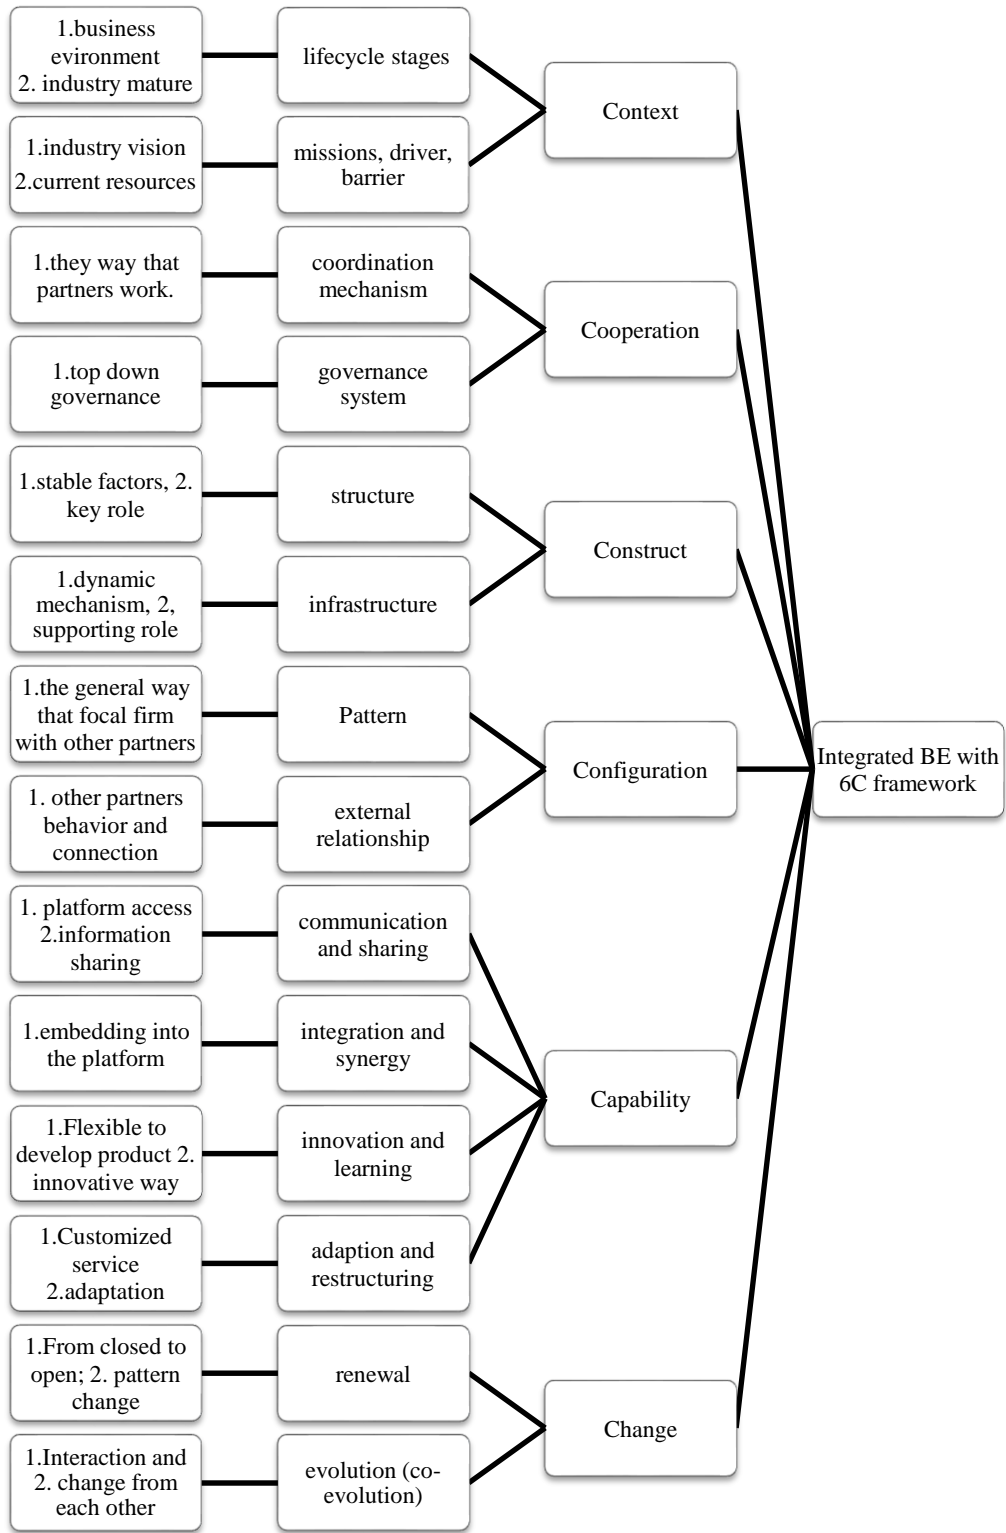 1.business
evironment
2. industry mature
lifecycle stages
Context
1.industry vision
2.current resources
missions, driver,
barrier
1.they way that
partners work.
coordination
mechanism
Cooperation
1.top down
governance
governance
system
1.stable factors, 2.
key role
structure
Construct
1.dynamic
mechanism, 2,
supporting role
infrastructure
1.the general way
that focal firm
with other partners
Pattern
Configuration
Integrated BE with
6C framework
1. other partners
behavior and
connection
external
relationship
1. platform access
2.information
sharing
communication
and sharing
1.embedding into
the platform
integration and
synergy
Capability
1.Flexible to
develop product 2.
innovative way
innovation and
learning
1.Customized
service
2.adaptation
adaption and
restructuring
1.From closed to
open; 2. pattern
change
renewal
Change
1.Interaction and
2. change from
each other
evolution (co-
evolution)